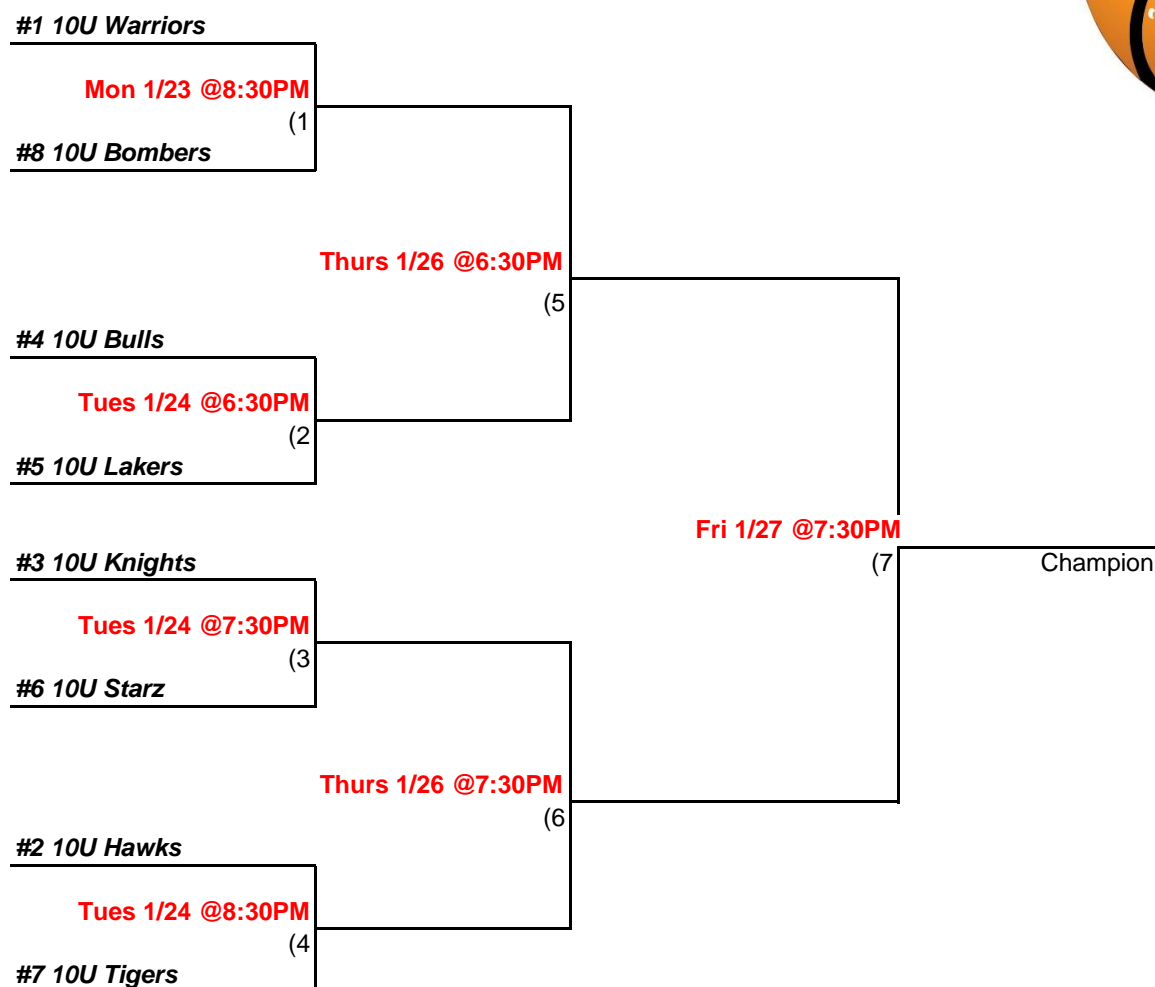 #1 10U Warriors
Mon 1/23 @8:30PM
(1
#8 10U Bombers
Thurs 1/26 @6:30PM
(5
#4 10U Bulls
Tues 1/24 @6:30PM
(2
#5 10U Lakers
Fri 1/27 @7:30PM
(7
Champion
#3 10U Knights
Tues 1/24 @7:30PM
(3
#6 10U Starz
Thurs 1/26 @7:30PM
(6
#2 10U Hawks
Tues 1/24 @8:30PM
(4
#7 10U Tigers